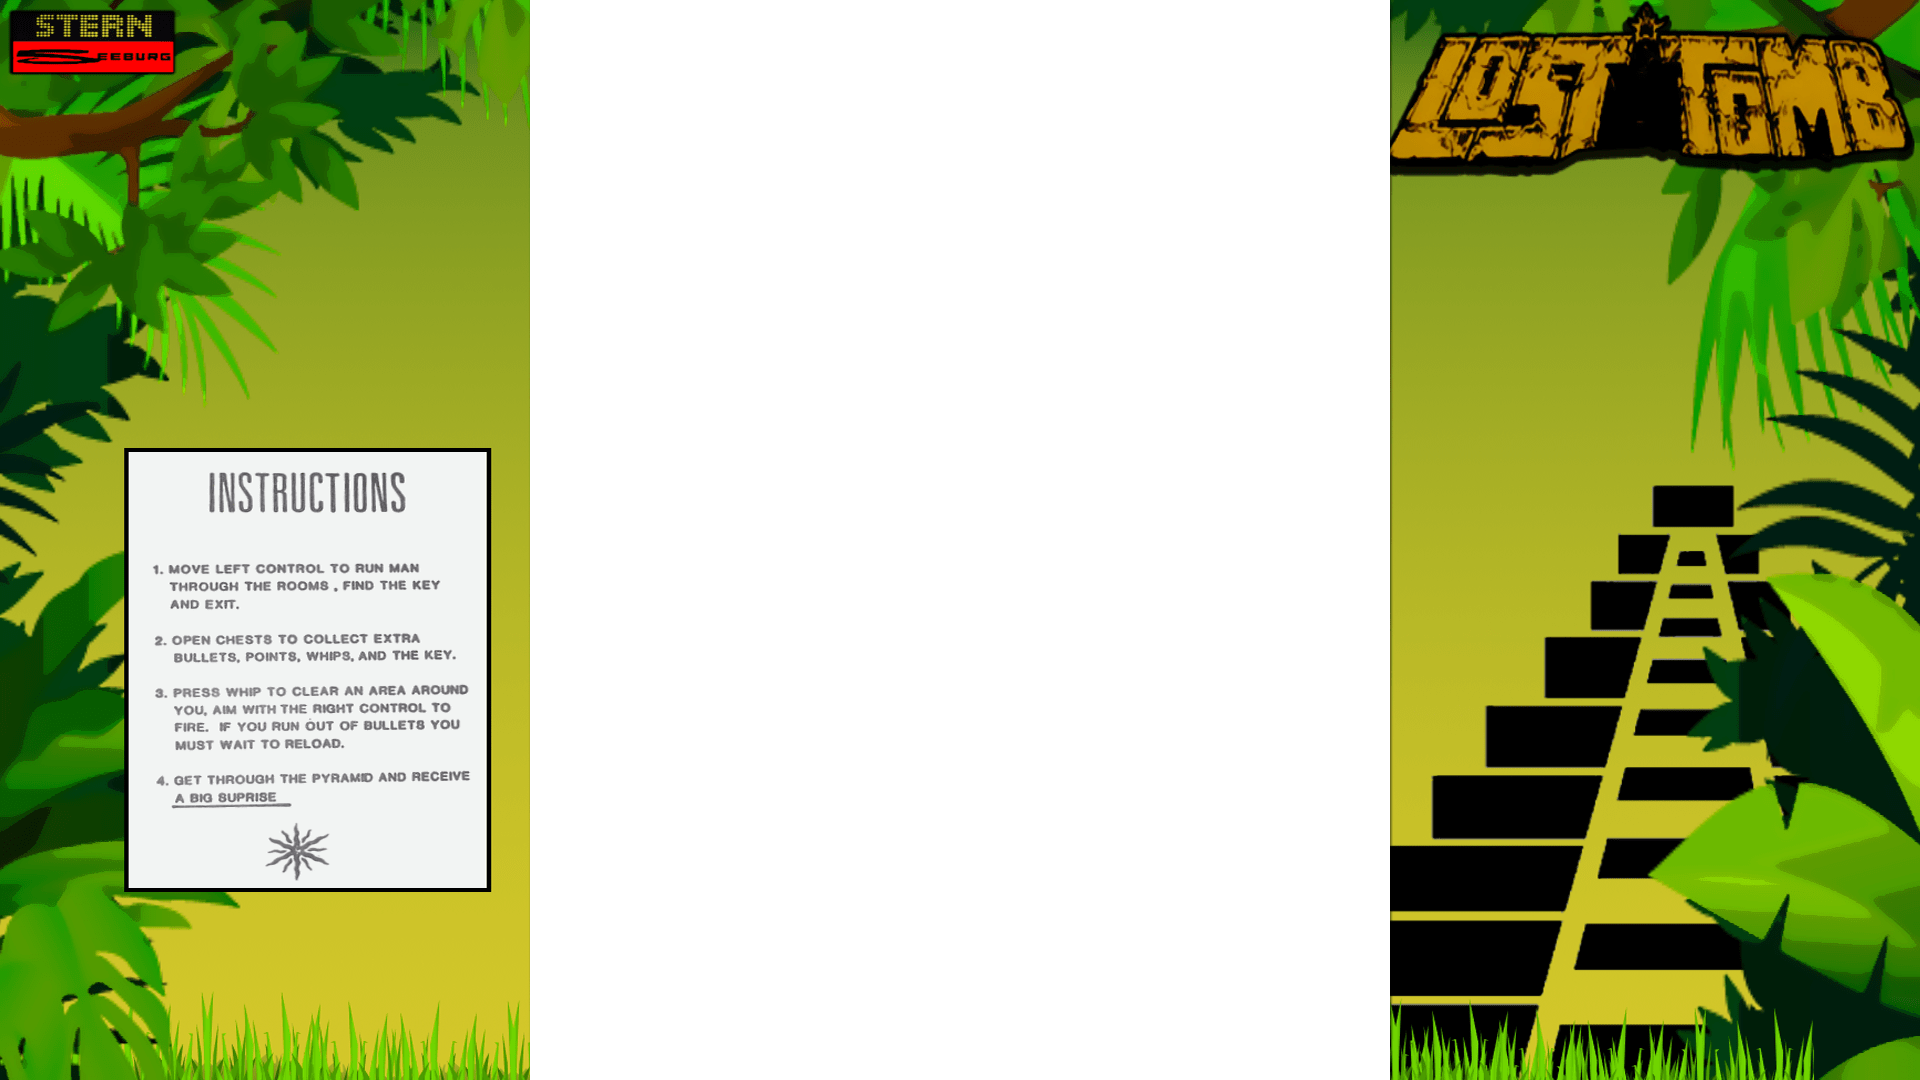 STERN
SEEBURG
LOST TOMB
INSTRUCTIONS
1. MOVE LEFT CONTROL TO RUN MAN
THROUGH THE ROOMS , FIND THE KEY
AND EXIT.
2. OPEN CHESTS TO COLLECT EXTRA
BULLETS, POINTS, WHIPS, AND THE KEY.
3. PRESS WHIP TO CLEAR AN AREA AROUND
YOU, AIM WITH THE RIGHT CONTROL TO
FIRE. IF YOU RUN OUT OF BULLETS YOU
MUST WAIT TO RELOAD.
4. GET THROUGH THE PYRAMID AND RECEIVE
A BIG SUPRISE